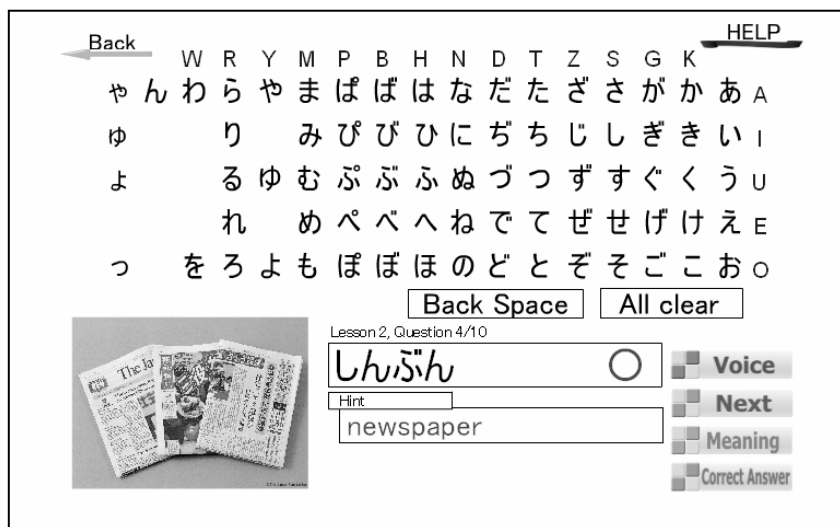 Back
HELP
W R Y M P B H N D T Z S G K
ゃ ん わ ら や ま ぱ ば は な だ た ざ さ が か あ A
ゅ り み ぴ び ひ に ぢ ち じ し ぎ き い I
ょ る ゆ む ぷ ぶ ふ ぬ づ つ ず す ぐ く う U
れ め ぺ べ へ ね で て ぜ せ げ け え E
っ を ろ よ も ぽ ぼ ほ の ど と ぞ そ ご こ お O
Back Space
All clear
Lesson 2, Question 4/10
しんぶん
Hint
newspaper
Voice
Next
Meaning
Correct Answer
The Ja